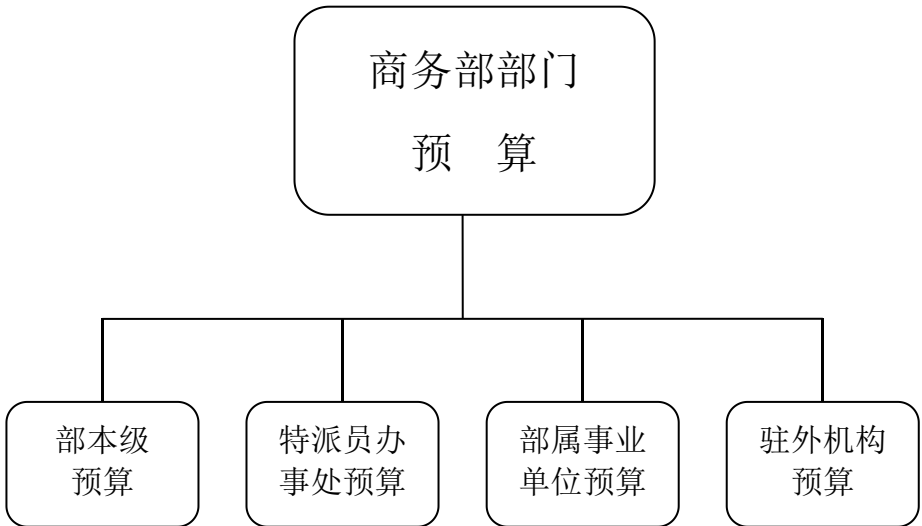 商务部部门
预 算
部本级
预算
特派员办
事处预算
部属事业
单位预算
驻外机构
预算